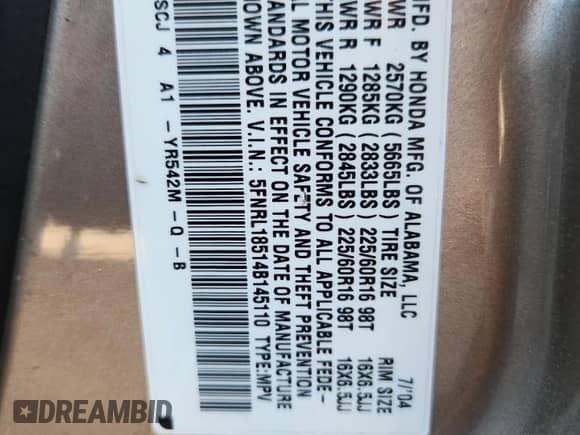 MFD. BY HONDA MFG. OF ALABAMA, LLC 7/'04
WR 2570KG (5665LBS) TIRE SIZE RIM SIZE
WR F 1285KG (2833LBS) 225/60R16 98T 16X6.5JJ
WR R 1290KG (2845LBS) 225/60R16 98T 16X6.5JJ
THIS VEHICLE CONFORMS TO ALL APPLICABLE FEDE-
AL MOTOR VEHICLE SAFETY AND THEFT PREVENTION
ANDARDS IN EFFECT ON THE DATE OF MANUFACTURE
OWN ABOVE. V.I.N.: 5FNRL18514B145110 TYPE:MPV
SCJ 4 A1 - YR542M - Q - B
DREAMBID